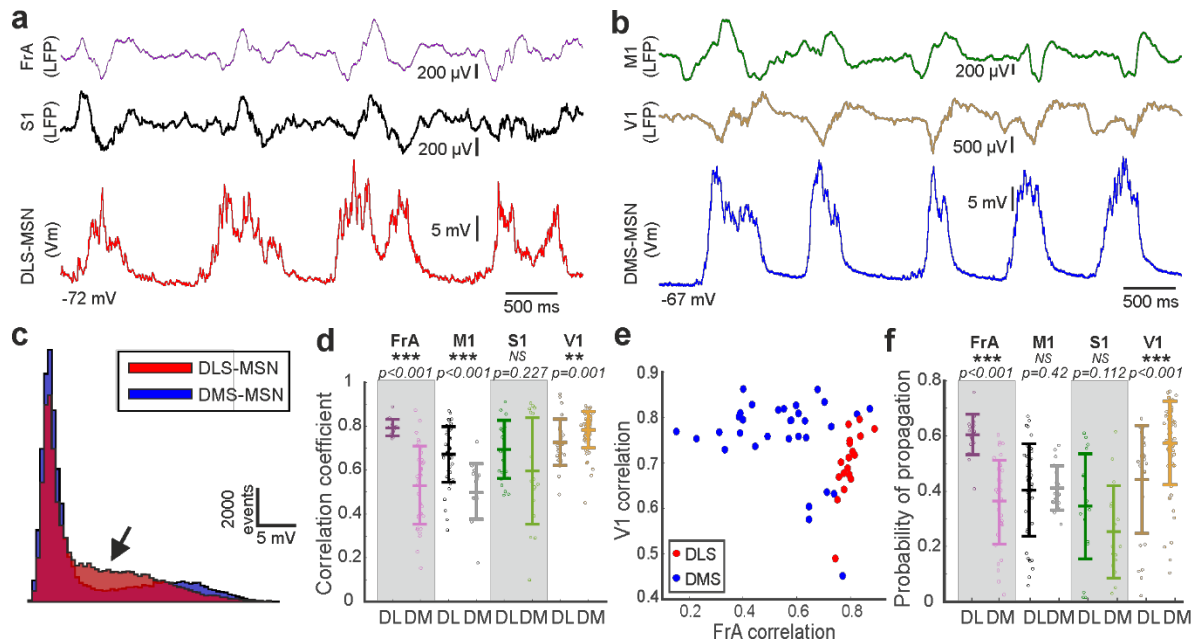 a
FrA
(LFP)
200 µV
S1
(LFP)
200 µV
DLS-MSN
(Vm)
5 mV
-72 mV
500 ms
b
M1
(LFP)
200 µV
V1
(LFP)
500 µV
DMS-MSN
(Vm)
5 mV
-67 mV
500 ms
c
DLS-MSN
DMS-MSN
2000
events
5 mV
d
FrA M1 S1 V1
*** *** NS **
p<0.001 p<0.001 p=0.227 p=0.001
Correlation coefficient
1
0.8
0.6
0.4
0.2
0
DL DM DL DM DL DM DL DM
e
V1 correlation
0.9
0.8
0.7
0.6
0.5
0.4
DLS
DMS
0.2 0.4 0.6 0.8
FrA correlation
f
FrA M1 S1 V1
*** NS NS ***
p<0.001 p=0.42 p=0.112 p<0.001
Probability of propagation
0.8
0.6
0.4
0.2
0
DL DM DL DM DL DM DL DM